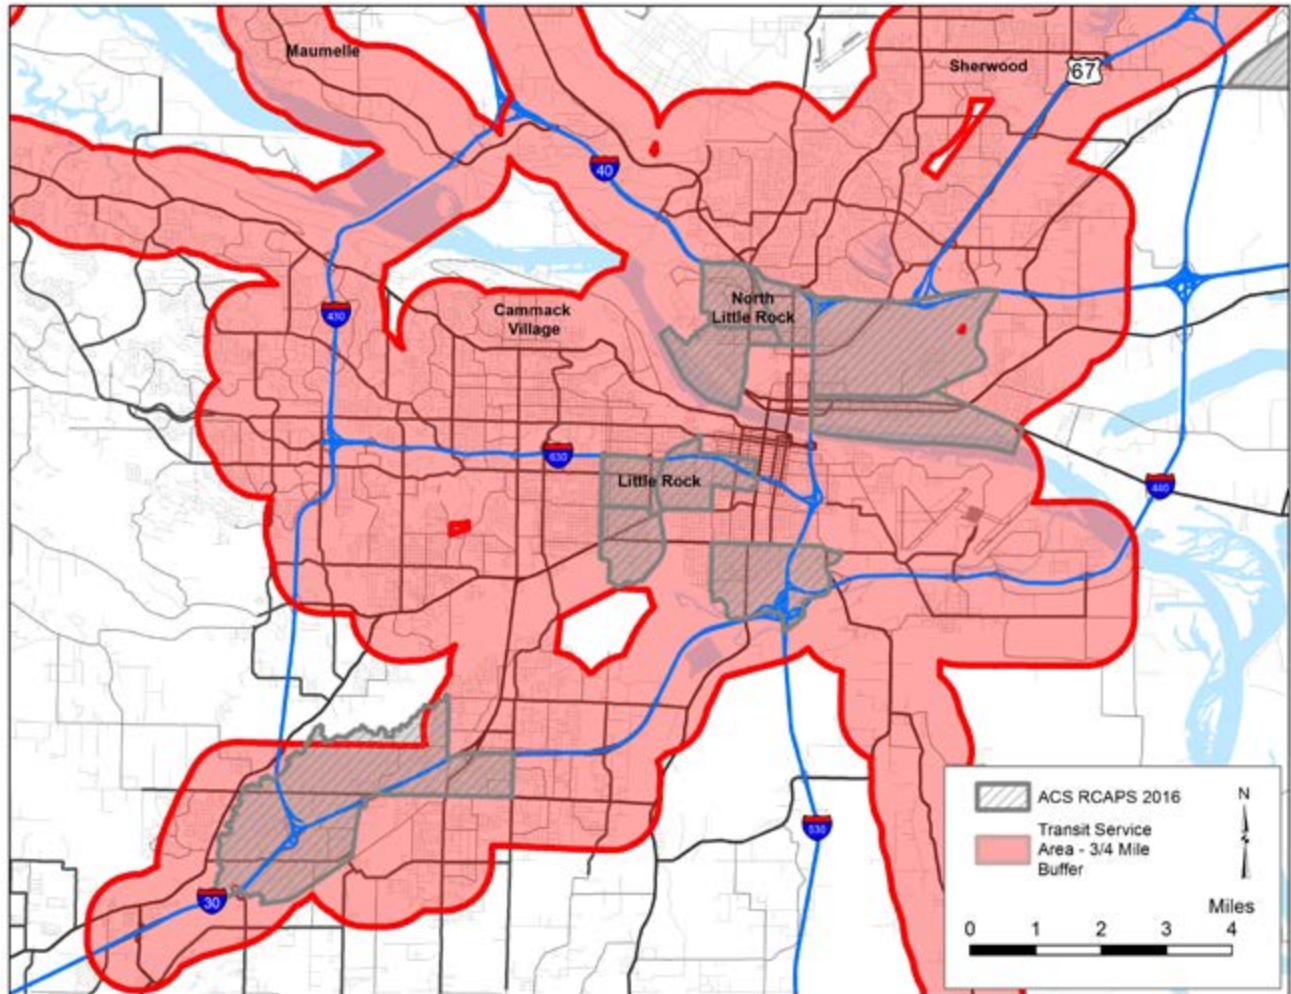 Maumelle
Sherwood
67
40
North
Little Rock
Cammack
Village
430
630
Little Rock
440
ACS RCAPS 2016
N
Transit Service
Area - 3/4 Mile
Buffer
530
Miles
0 1 2 3 4
30